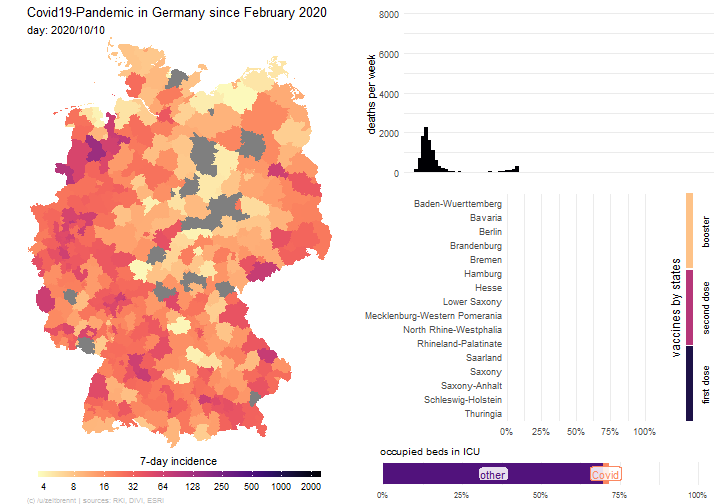 Covid19-Pandemic in Germany since February 2020
day: 2020/10/10
7-day incidence
4 8 16 32 64 128 256 500 1000 2000
(c) /u/zeitbrennt | sources: RKI, DIVI, ESRI
deaths per week
8000
6000
4000
2000
0
Baden-Wuerttemberg
Bavaria
Berlin
Brandenburg
Bremen
Hamburg
Hesse
Lower Saxony
Mecklenburg-Western Pomerania
North Rhine-Westphalia
Rhineland-Palatinate
Saarland
Saxony
Saxony-Anhalt
Schleswig-Holstein
Thuringia
0% 25% 50% 75% 100%
vaccines by states
booster
second dose
first dose
occupied beds in ICU
other Covid
0% 25% 50% 75% 100%